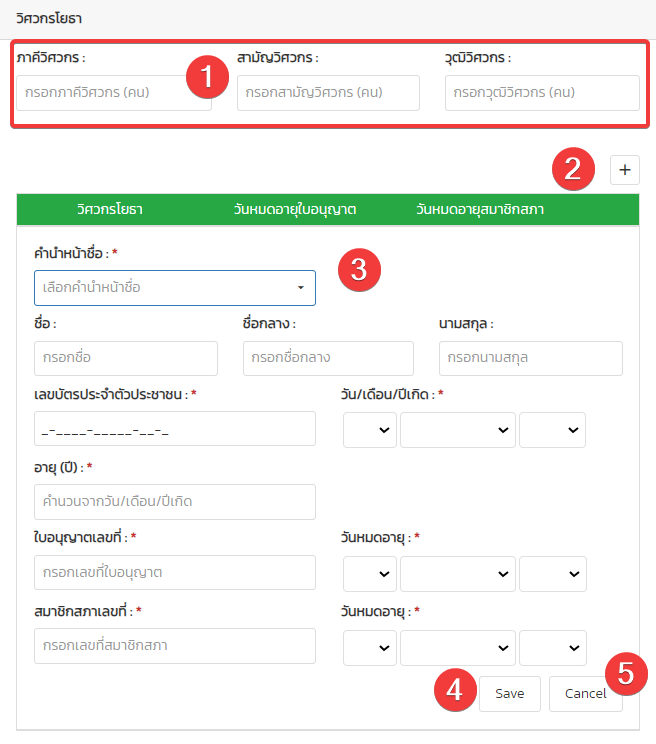 วิศวกรโยธา
ภาคีวิศวกร : สามัญวิศวกร : วุฒิวิศวกร :
1
กรอกภาคีวิศวกร (คน) กรอกสามัญวิศวกร (คน) กรอกวุฒิวิศวกร (คน)
2 +
วิศวกรโยธา วันหมดอายุใบอนุญาต วันหมดอายุสมาชิกสภา
คำนำหน้าชื่อ : *
3
เลือกคำนำหน้าชื่อ
ชื่อ : ชื่อกลาง : นามสกุล :
กรอกชื่อ กรอกชื่อกลาง กรอกนามสกุล
เลขบัตรประจำตัวประชาชน : * วัน/เดือน/ปีเกิด : *
_-____-_____-__-_
อายุ (ปี) : *
คำนวนจากวัน/เดือน/ปีเกิด
ใบอนุญาตเลขที่ : * วันหมดอายุ : *
กรอกเลขที่ใบอนุญาต
สมาชิกสภาเลขที่ : * วันหมดอายุ : *
กรอกเลขที่สมาชิกสภา
4 Save Cancel 5